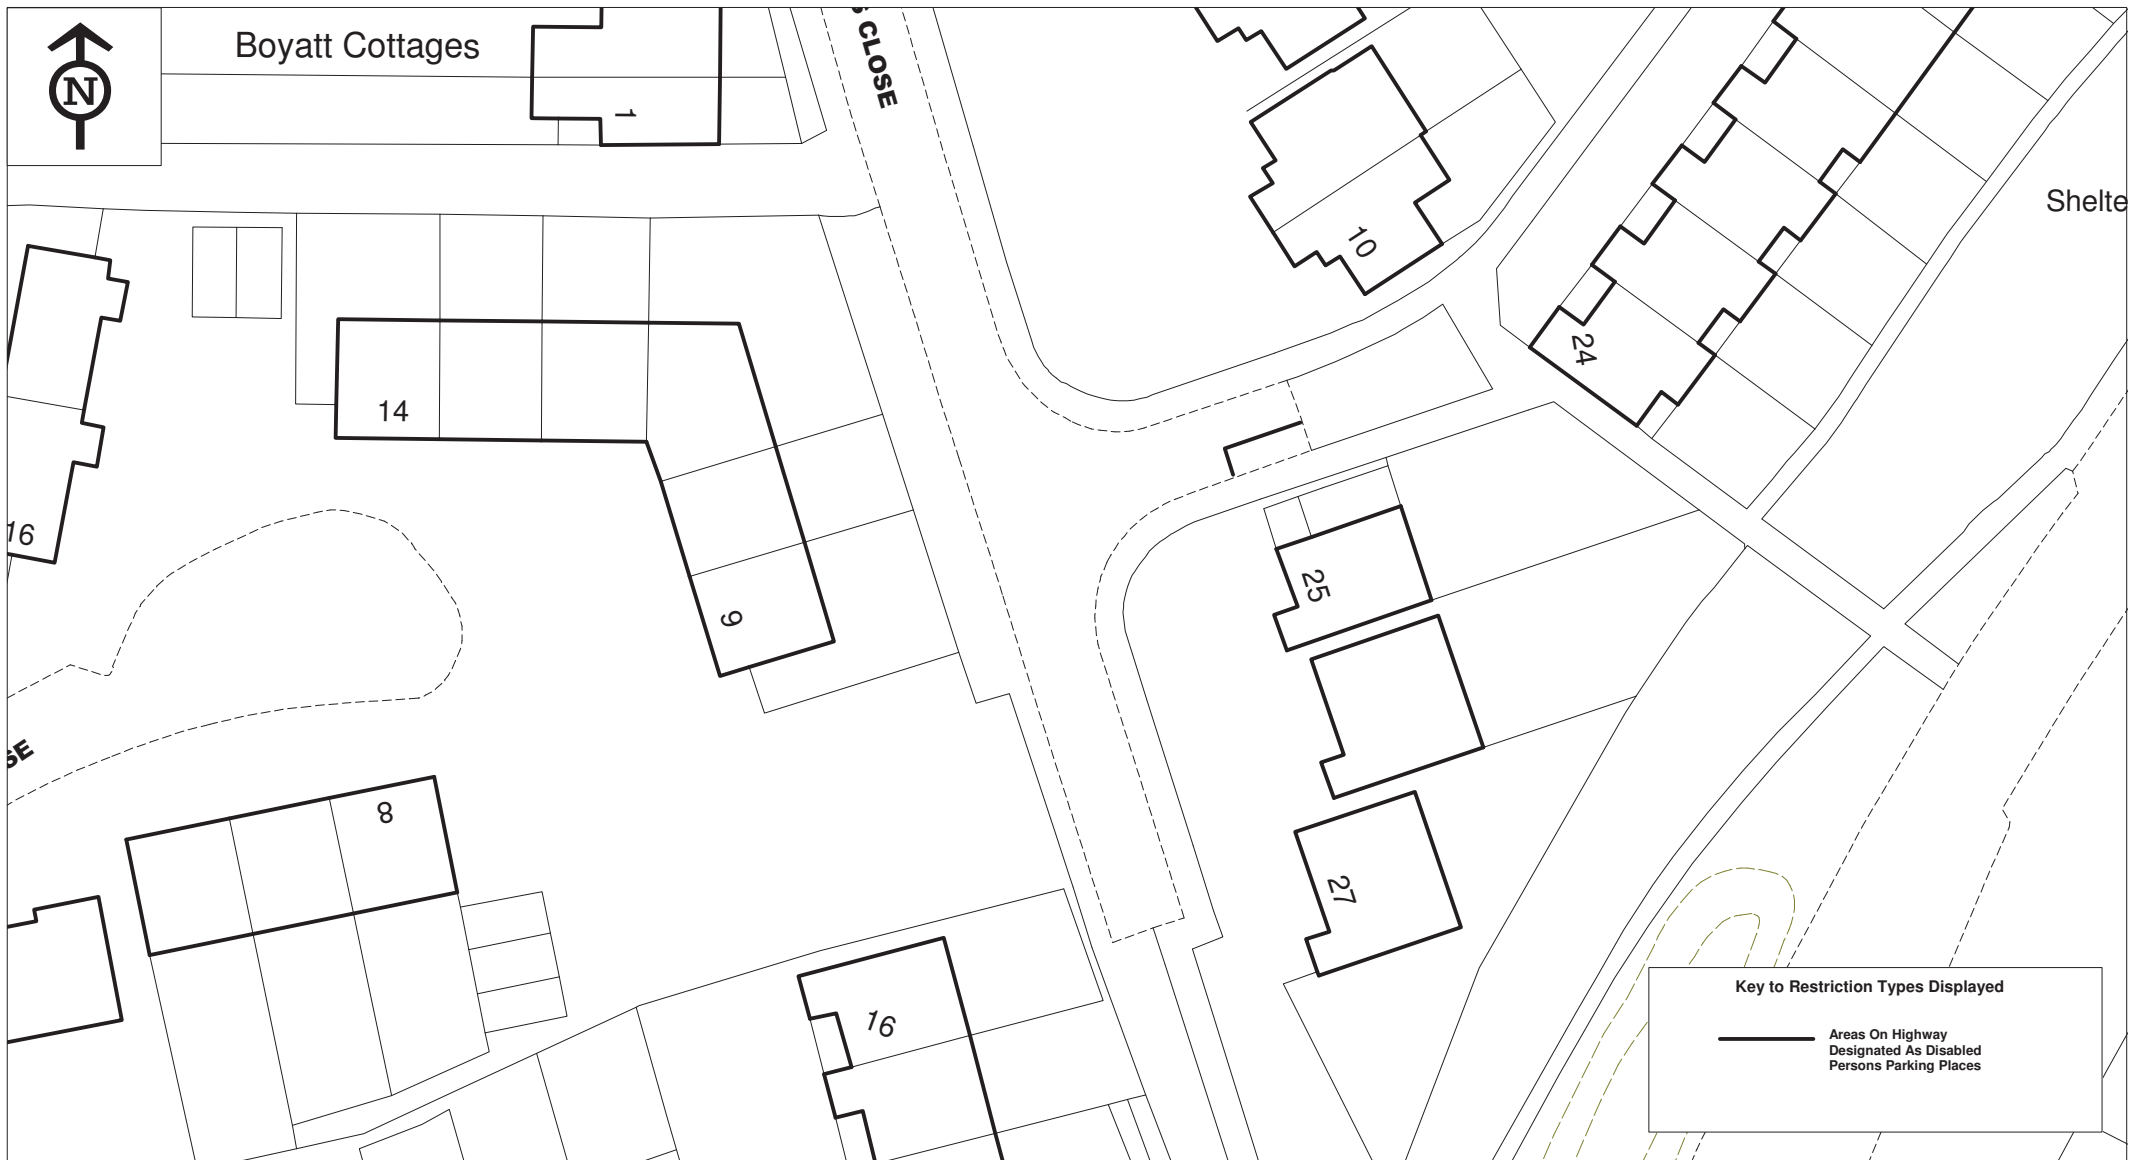 N
Boyatt Cottages
1
CLOSE
10
Shelte
24
14
16
25
9
SE
8
27
16
Key to Restriction Types Displayed
Areas On Highway
Designated As Disabled
Persons Parking Places